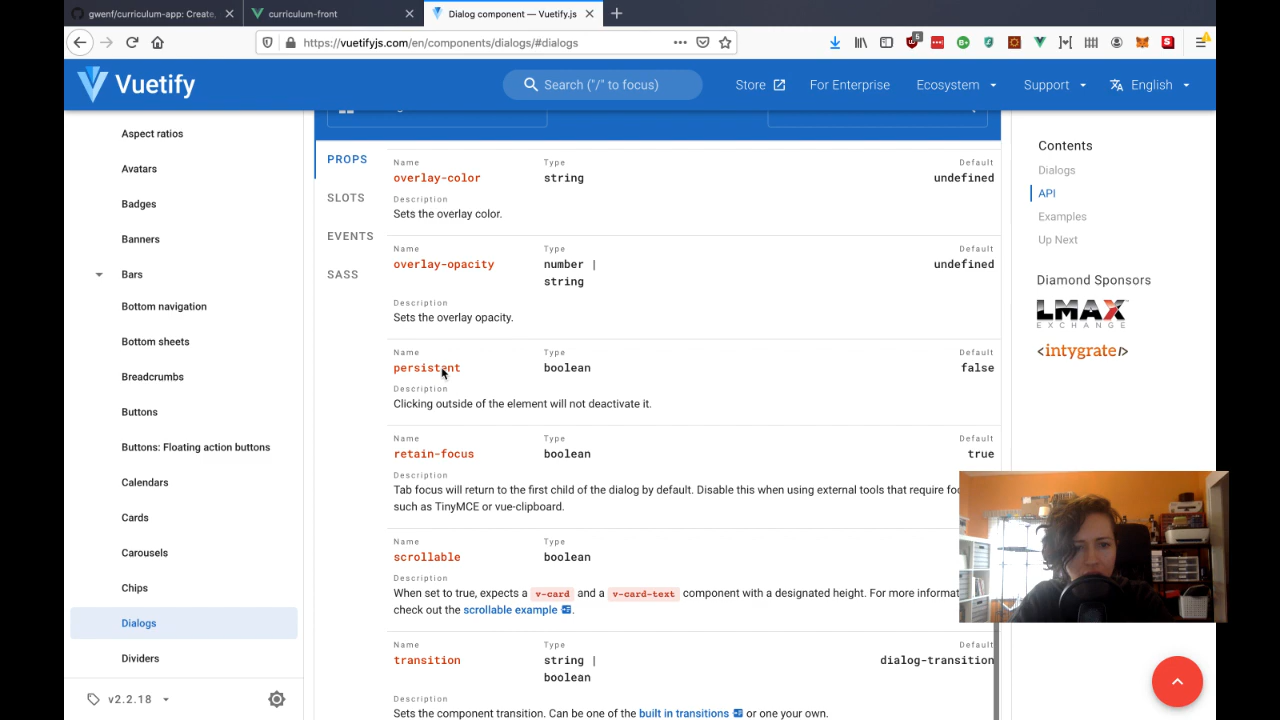 gwenf/curriculum-app: Create,
curriculum-front
Dialog component — Vuetify.js
https://vuetifyjs.com/en/components/dialogs/#dialogs
5
Vuetify
Search ("/" to focus)
Store
For Enterprise
Ecosystem
Support
English
Aspect ratios
Avatars
Badges
Banners
Bars
Bottom navigation
Bottom sheets
Breadcrumbs
Buttons
Buttons: Floating action buttons
Calendars
Cards
Carousels
Chips
Dialogs
Dividers
v2.2.18
PROPS
SLOTS
EVENTS
SASS
Name Type Default
overlay-color string undefined
Description
Sets the overlay color.
Name Type Default
overlay-opacity number | undefined
string
Description
Sets the overlay opacity.
Name Type Default
persistent boolean false
Description
Clicking outside of the element will not deactivate it.
Name Type Default
retain-focus boolean true
Description
Tab focus will return to the first child of the dialog by default. Disable this when using external tools that require
such as TinyMCE or vue-clipboard.
Name
Type
scrollable boolean
Description
When set to true, expects a v-card and a v-card-text component with a designated height. For more
check out the scrollable example .
Name Type Default
transition string | dialog-transition
boolean
Description
Sets the component transition. Can be one of the built in transitions or one your own.
Contents
Dialogs
API
Examples
Up Next
Diamond Sponsors
LMAX
EXCHANGE
<intygrate/>